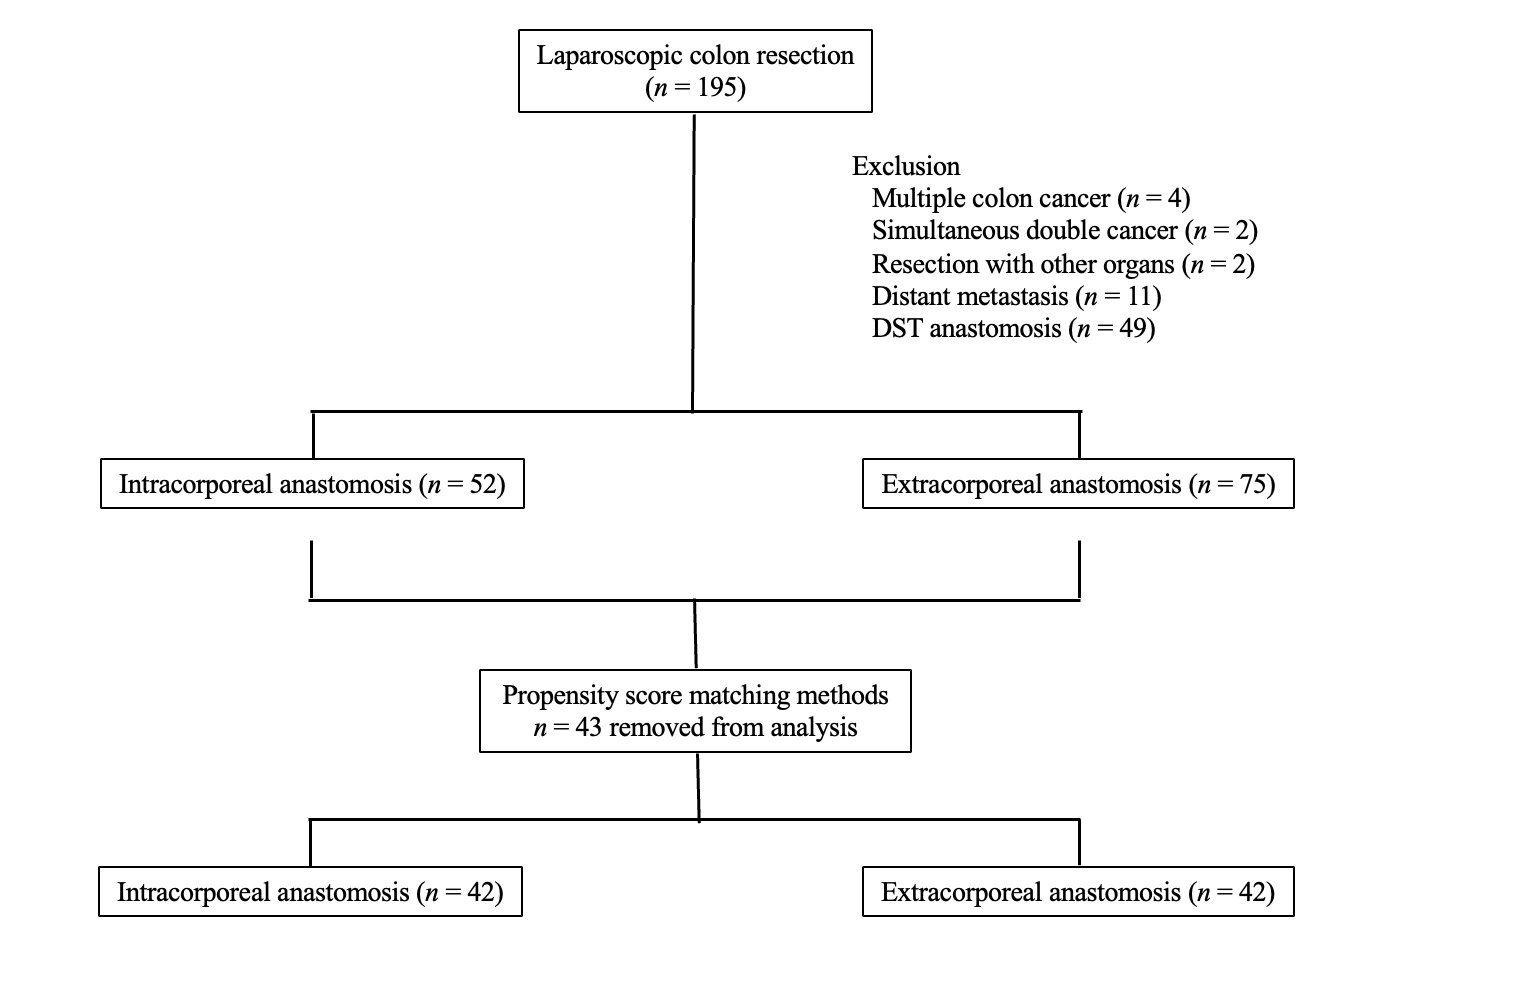 Laparoscopic colon resection
(n = 195)
Exclusion
Multiple colon cancer (n = 4)
Simultaneous double cancer (n = 2)
Resection with other organs (n = 2)
Distant metastasis (n = 11)
DST anastomosis (n = 49)
Intracorporeal anastomosis (n = 52)
Extracorporeal anastomosis (n = 75)
Propensity score matching methods
n = 43 removed from analysis
Intracorporeal anastomosis (n = 42)
Extracorporeal anastomosis (n = 42)